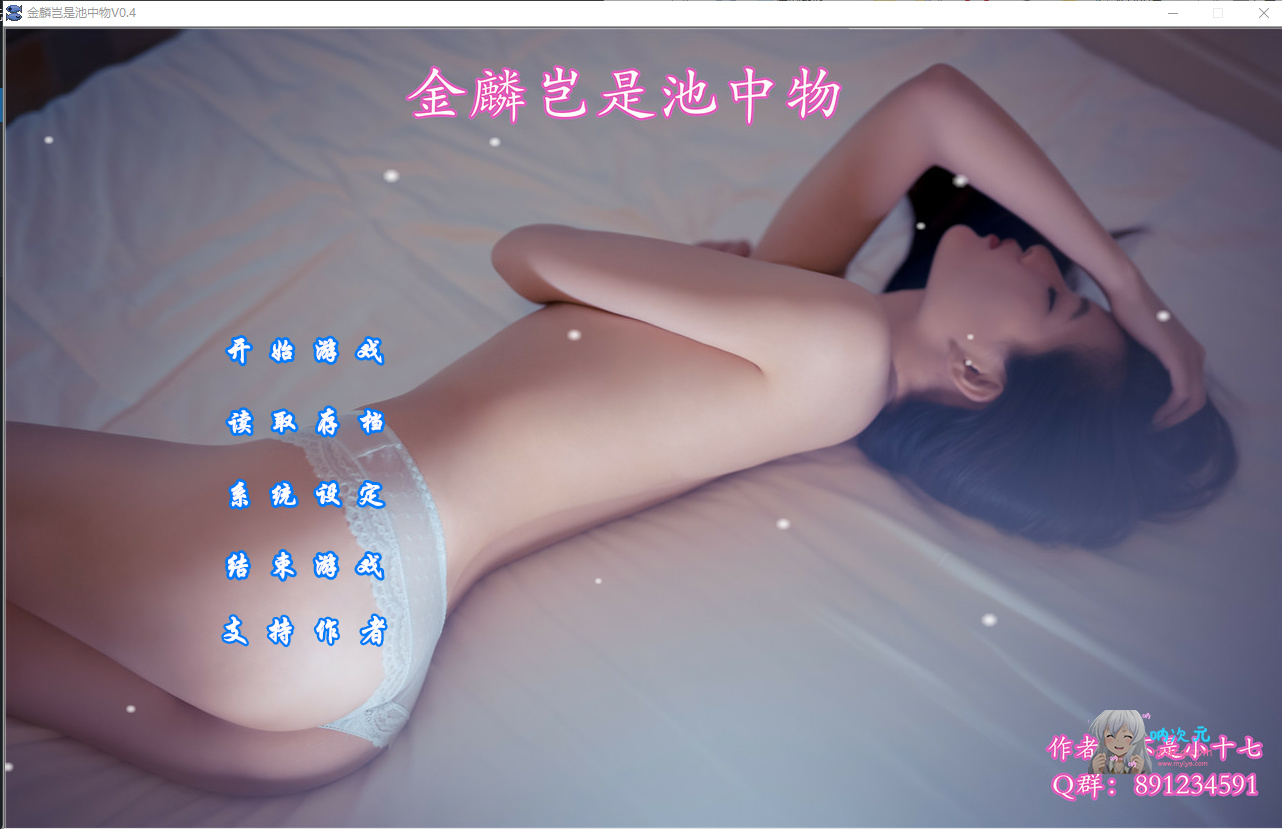 金麟岂是池中物V0.4
金麟岂是池中物
开始游戏
读取存档
系统设定
结束游戏
支持作者
呐次元
作者 不是小十七
www.myiye.com
Q群：891234591